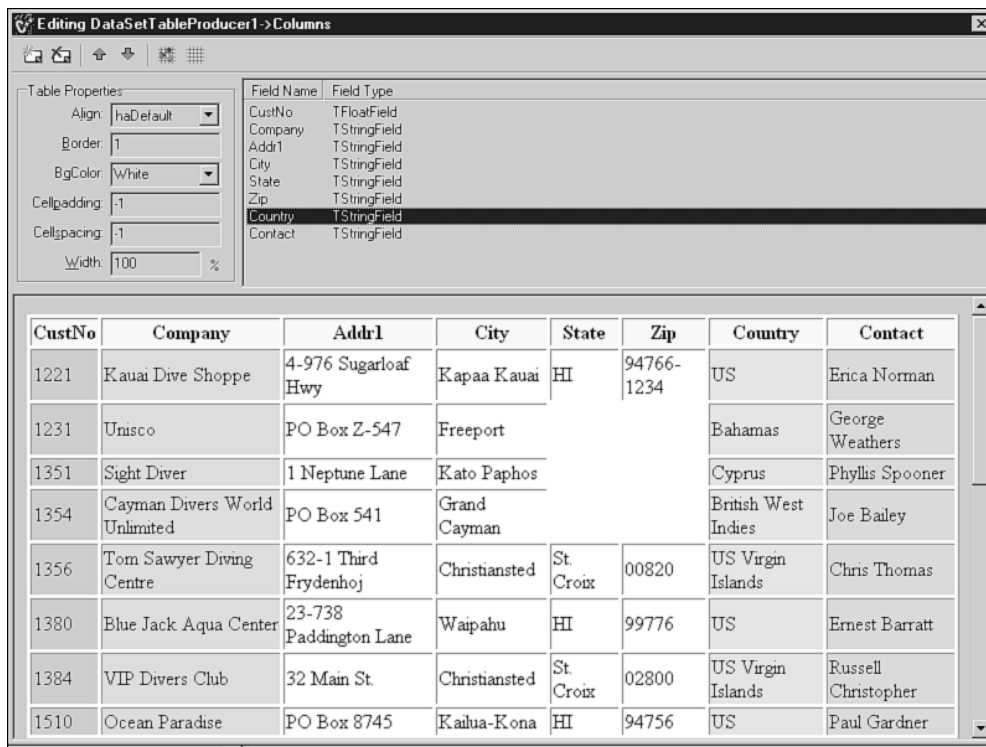 Editing DataSetTableProducer1->Columns
Table Properties
Align: haDefault
Border: 1
BgColor: White
Cellpadding: -1
Cellspacing: -1
Width: 100 %
Field Name Field Type
CustNo TFloatField
Company TStringField
Addr1 TStringField
City TStringField
State TStringField
Zip TStringField
Country TStringField
Contact TStringField
CustNo Company Addr1 City State Zip Country Contact
1221 Kauai Dive Shoppe 4-976 Sugarloaf Hwy Kapaa Kauai HI 94766-1234 US Erica Norman
1231 Unisco PO Box Z-547 Freeport Bahamas George Weathers
1351 Sight Diver 1 Neptune Lane Kato Paphos Cyprus Phyllis Spooner
1354 Cayman Divers World Unlimited PO Box 541 Grand Cayman British West Indies Joe Bailey
1356 Tom Sawyer Diving Centre 632-1 Third Frydenhoj Christiansted St. Croix 00820 US Virgin Islands Chris Thomas
1380 Blue Jack Aqua Center 23-738 Paddington Lane Waipahu HI 99776 US Ernest Barratt
1384 VIP Divers Club 32 Main St. Christiansted St. Croix 02800 US Virgin Islands Russell Christopher
1510 Ocean Paradise PO Box 8745 Kailua-Kona HI 94756 US Paul Gardner